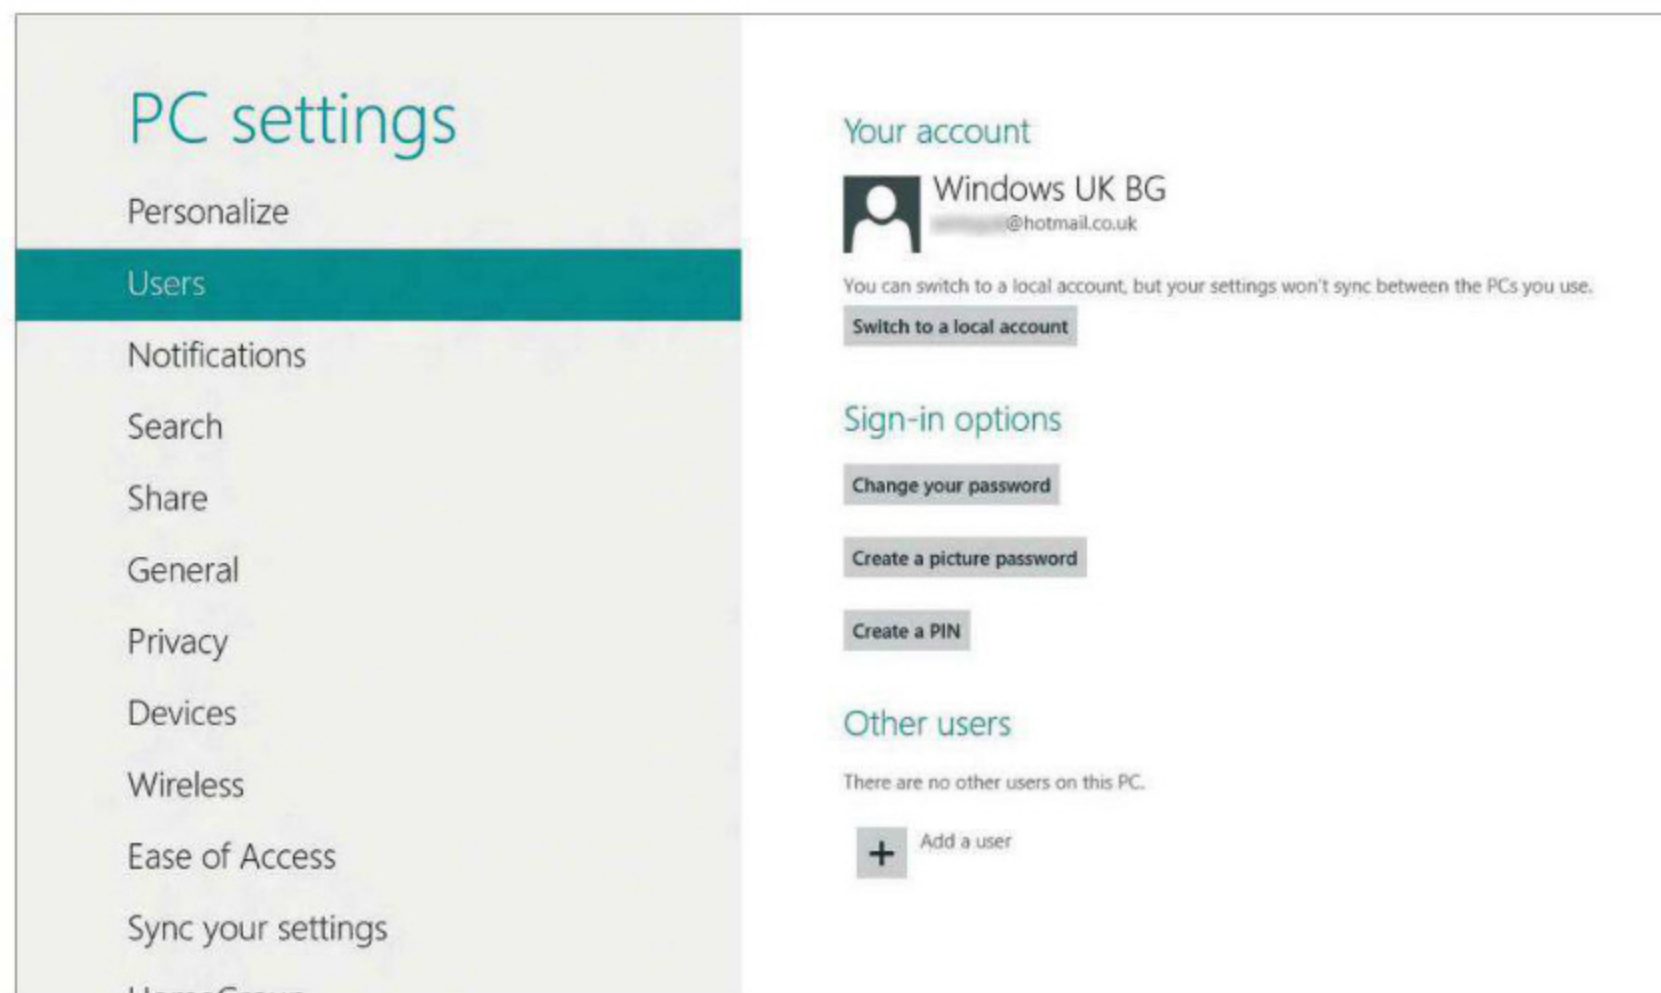 PC settings
Personalize
Users
Notifications
Search
Share
General
Privacy
Devices
Wireless
Ease of Access
Sync your settings
Your account
Windows UK BG
@hotmail.co.uk
You can switch to a local account, but your settings won't sync between the PCs you use.
Switch to a local account
Sign-in options
Change your password
Create a picture password
Create a PIN
Other users
There are no other users on this PC.
+ Add a user